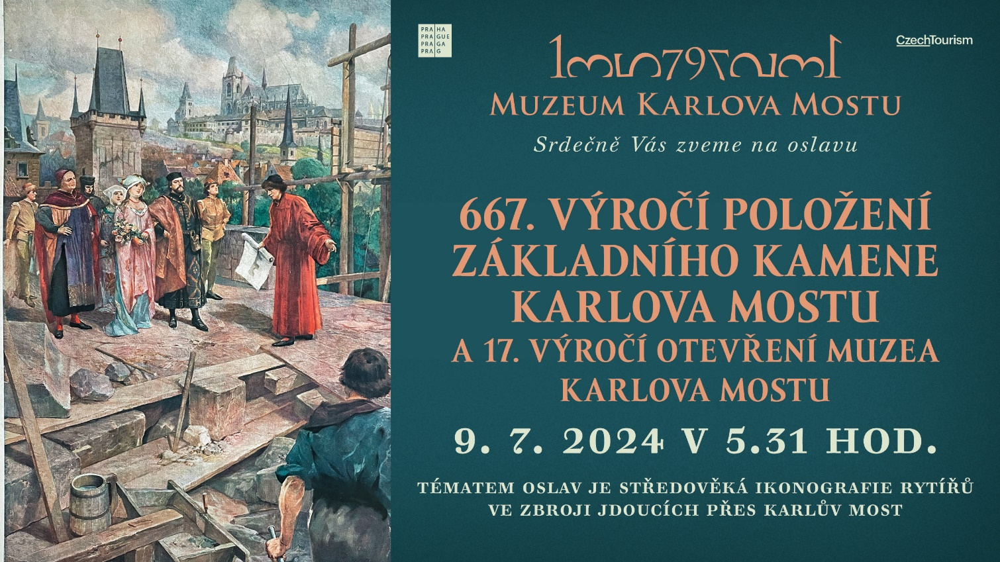 PRA HA
PRA GUE
PRA GA
PRA G
135797531
MUZEUM KARLOVA MOSTU
CzechTourism
Srdečně Vás zveme na oslavu
667. VÝROČÍ POLOŽENÍ
ZÁKLADNÍHO KAMENE
KARLOVA MOSTU
A 17. VÝROČÍ OTEVŘENÍ MUZEA
KARLOVA MOSTU
9. 7. 2024 V 5.31 HOD.
TÉMATEM OSLAV JE STŘEDOVĚKÁ IKONOGRAFIE RYTÍŘŮ
VE ZBROJI JDOUCÍCH PŘES KARLŮV MOST